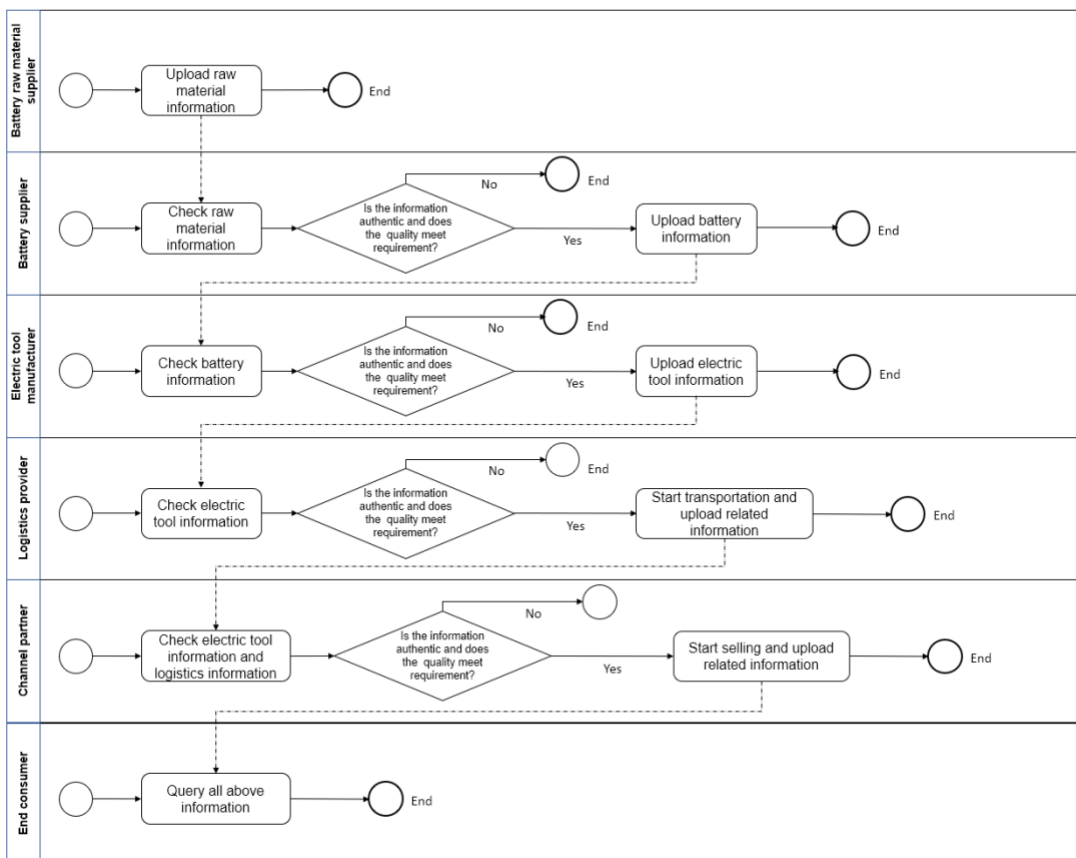 Battery raw material
supplier
Upload raw
material
information
End
Battery supplier
Check raw
material
information
Is the information
authentic and does
the quality meet
requirement?
No
End
Yes
Upload battery
information
End
Electric tool
manufacturer
Check battery
information
Is the information
authentic and does
the quality meet
requirement?
No
End
Yes
Upload electric
tool information
End
Logistics provider
Check electric
tool information
Is the information
authentic and does
the quality meet
requirement?
No
End
Yes
Start transportation and
upload related
information
End
Channel partner
Check electric tool
information and
logistics information
Is the information
authentic and does
the quality meet
requirement?
No
Yes
Start selling and upload
related information
End
End consumer
Query all above
information
End